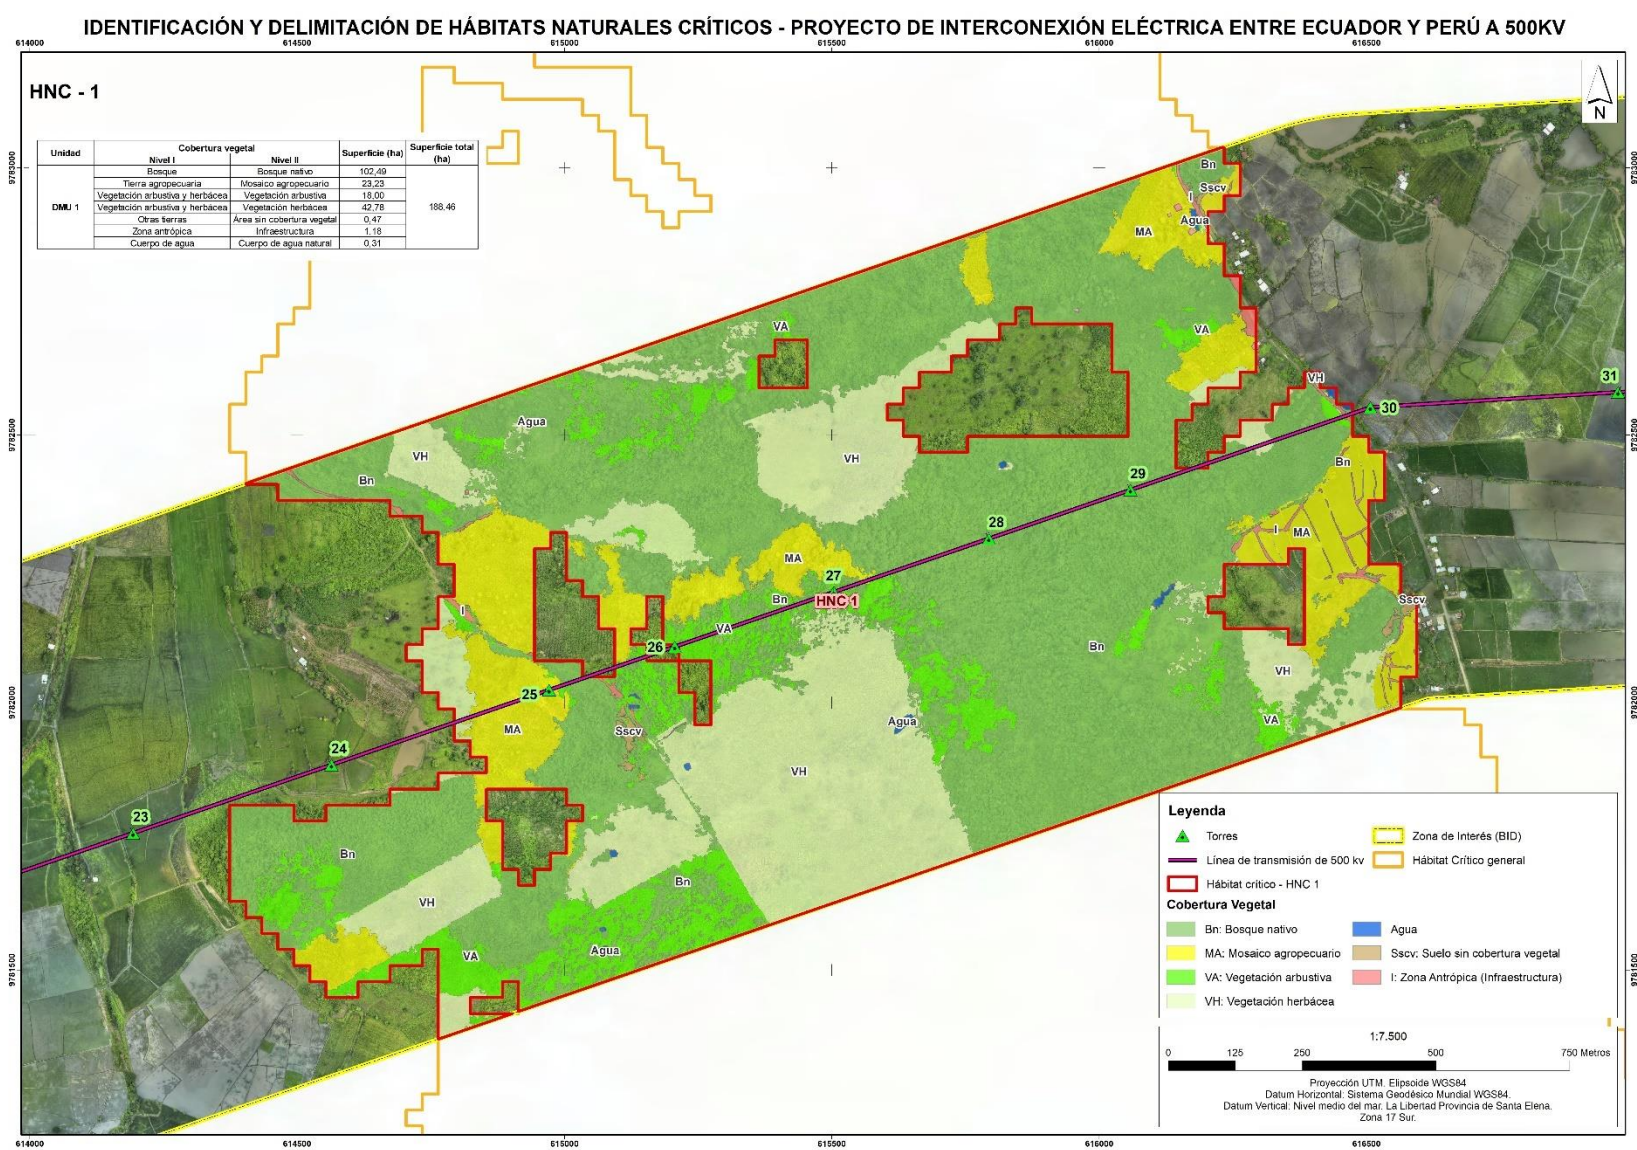 IDENTIFICACIÓN Y DELIMITACIÓN DE HÁBITATS NATURALES CRÍTICOS - PROYECTO DE INTERCONEXIÓN ELÉCTRICA ENTRE ECUADOR Y PERÚ A 500KV
614000 614500 615000 615500 616000 616500
HNC - 1
N
Unidad Cobertura vegetal Superficie (ha) Superficie total (ha)
Nivel I Nivel II
Bosque Bosque nativo 102,49
Tierra agropecuaria Mosaico agropecuario 23,23
Vegetación arbustiva y herbácea Vegetación arbustiva 18,00
DMU 1 Vegetación arbustiva y herbácea Vegetación herbácea 42,78 188,46
Otras tierras Área sin cobertura vegetal 0,47
Zona antrópica Infraestructura 1,18
Cuerpo de agua Cuerpo de agua natural 0,31
9783000 9783000
Bn
Sscv
I
Agua
MA
VA VA
VH
31
30
Agua
9782500 9782500
VH VH Bn
Bn
29
28
I MA
MA
27
Bn HNC 1 Sscv
I
VA
26 Bn
VH
25
9782000 9782000
MA Sscv Agua VA
24
VH
23
Bn
Bn
VH
VA Agua
9781500 9781500
Leyenda
Torres
Línea de transmisión de 500 kv
Hábitat crítico - HNC 1
Zona de Interés (BID)
Hábitat Crítico general
Cobertura Vegetal
Bn: Bosque nativo
MA: Mosaico agropecuario
VA: Vegetación arbustiva
VH: Vegetación herbácea
Agua
Sscv: Suelo sin cobertura vegetal
I: Zona Antrópica (Infraestructura)
1:7.500
0 125 250 500 750 Metros
Proyección UTM. Elipsoide WGS84
Datum Horizontal: Sistema Geodésico Mundial WGS84.
Datum Vertical: Nivel medio del mar. La Libertad Provincia de Santa Elena.
Zona 17 Sur.
614000 614500 615000 615500 616000 616500